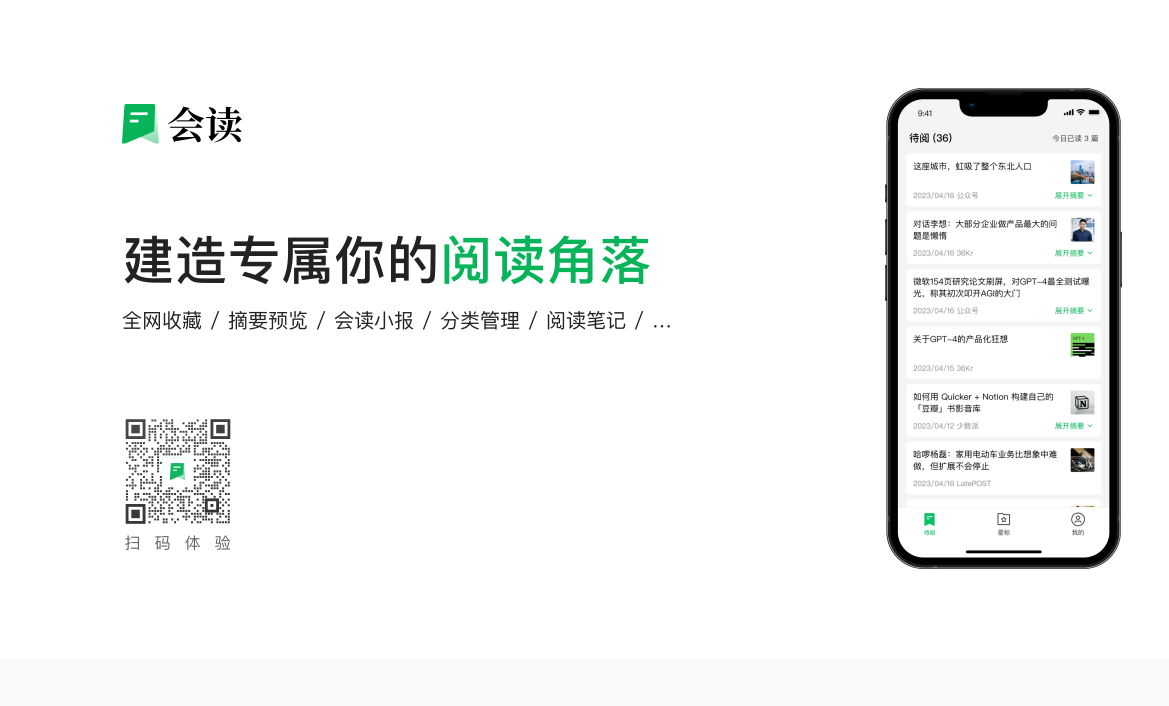 会读
建造专属你的阅读角落
全网收藏 / 摘要预览 / 会读小报 / 分类管理 / 阅读笔记 / ...
扫码体验
9:41
待阅 (36)
今日已读 3 篇
这座城市，虹吸了整个东北人口
2023/04/18 公众号
展开摘要
对话李想：大部分企业做产品最大的问
题是懒惰
2023/04/16 36Kr
展开摘要
微软154页研究论文刷屏，对GPT-4最全测试曝
光，称其初次叩开AGI的大门
2023/04/16 公众号
展开摘要
关于GPT-4的产品化狂想
GPT-4
2023/04/15 36Kr
如何用 Quicker + Notion 构建自己的
「豆瓣」书影音库
2023/04/12 少数派
展开摘要
哈啰杨磊：家用电动车业务比想象中难
做，但扩展不会停止
2023/04/18 LatePOST
待阅
星标
我的